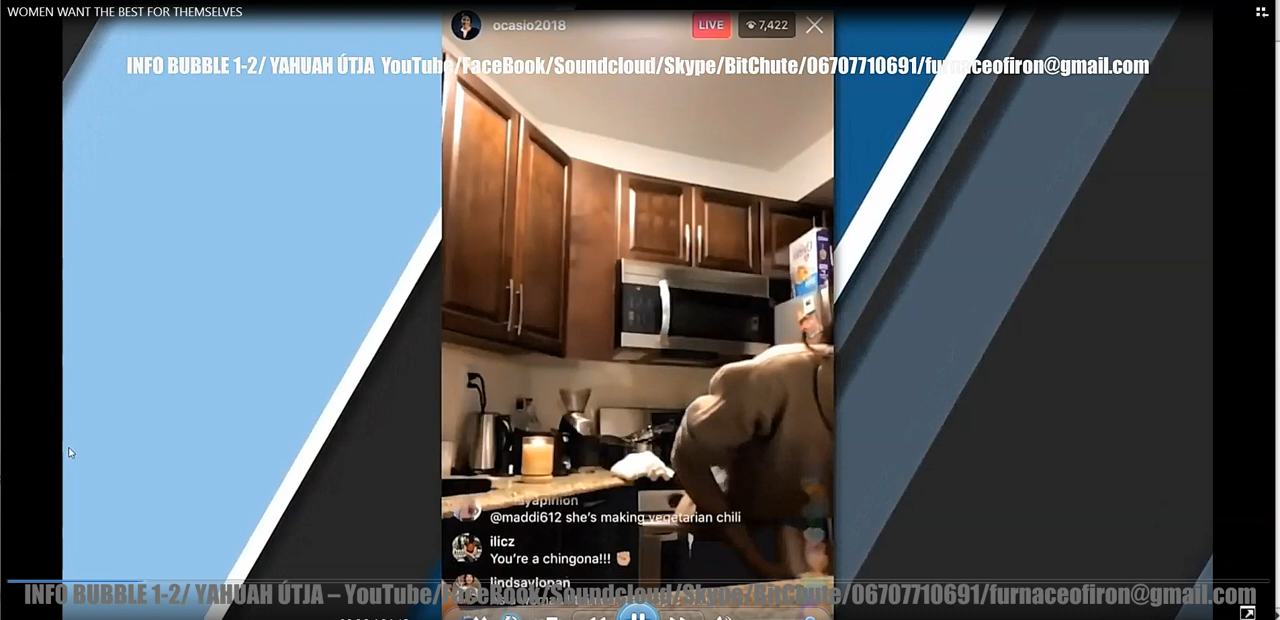 WOMEN WANT THE BEST FOR THEMSELVES
ocasio2018
LIVE
7,422
INFO BUBBLE 1-2/ YAHUAH ÚTJA YouTube/FaceBook/Soundcloud/Skype/BitChute/06707710691/furnaceofiron@gmail.com
@maddi612 she's making vegetarian chili
ilicz
You're a chingona!!! ✊🏼
lindsaylopan
INFO BUBBLE 1-2/ YAHUAH ÚTJA – YouTube/FaceBook/Soundcloud/Skype/BitChute/06707710691/furnaceofiron@gmail.com